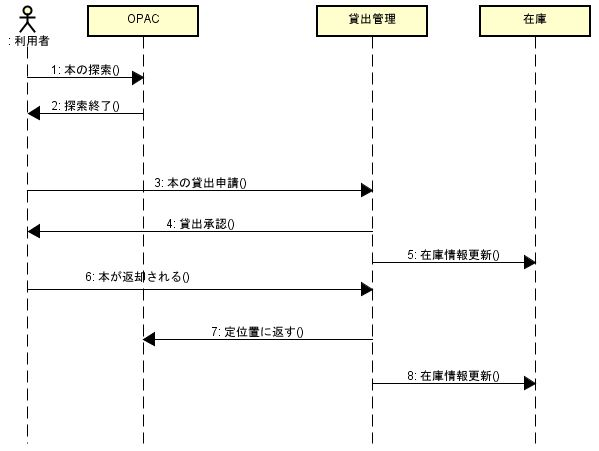 OPAC
貸出管理
在庫
: 利用者
1: 本の探索()
2: 探索終了()
3: 本の貸出申請()
4: 貸出承認()
5: 在庫情報更新()
6: 本が返却される()
7: 定位置に返す()
8: 在庫情報更新()